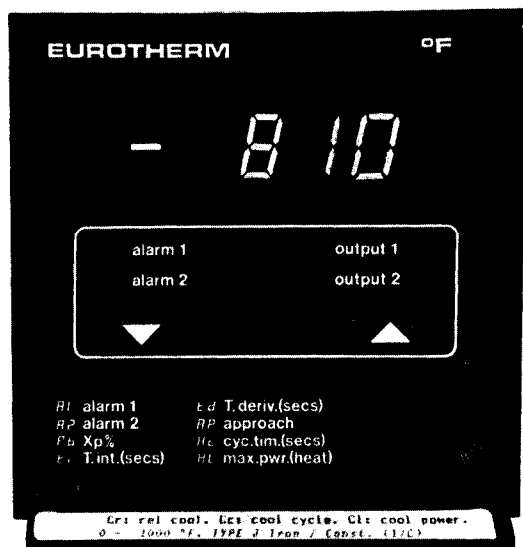 EUROTHERM °F
- 810
alarm 1 output 1
alarm 2 output 2
A1 alarm 1 Ed T.deriv.(secs)
A2 alarm 2 AP approach
Pb Xp% Hc cyc.tim.(secs)
Ei T.int.(secs) HL max.pwr.(heat)
Cr: rel cool. Cc: cool cycle. Cl: cool power.
0 - 1000 °F. TYPE J Iron / Const. (I/C)